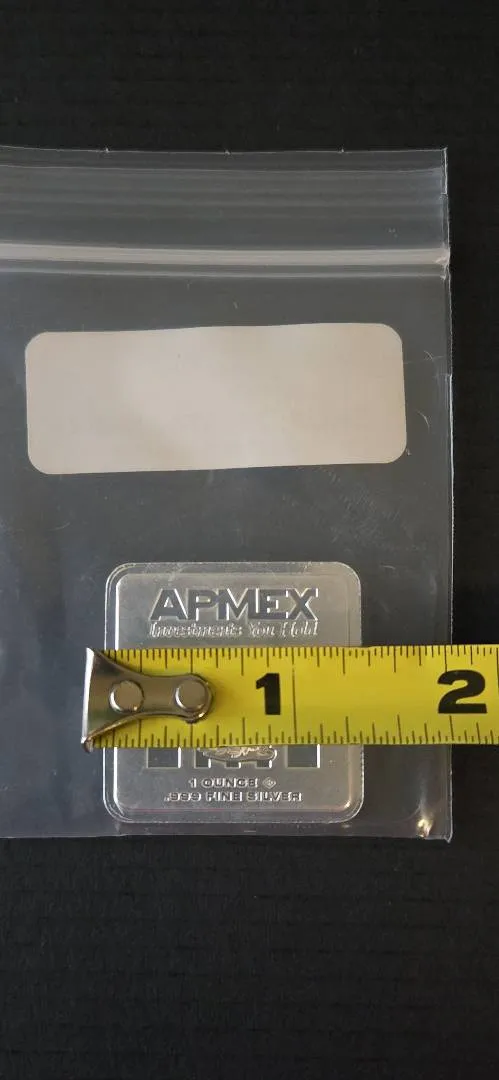 APMEX
Investments You Hold
1 2
1 OUNCE
.999 FINE SILVER